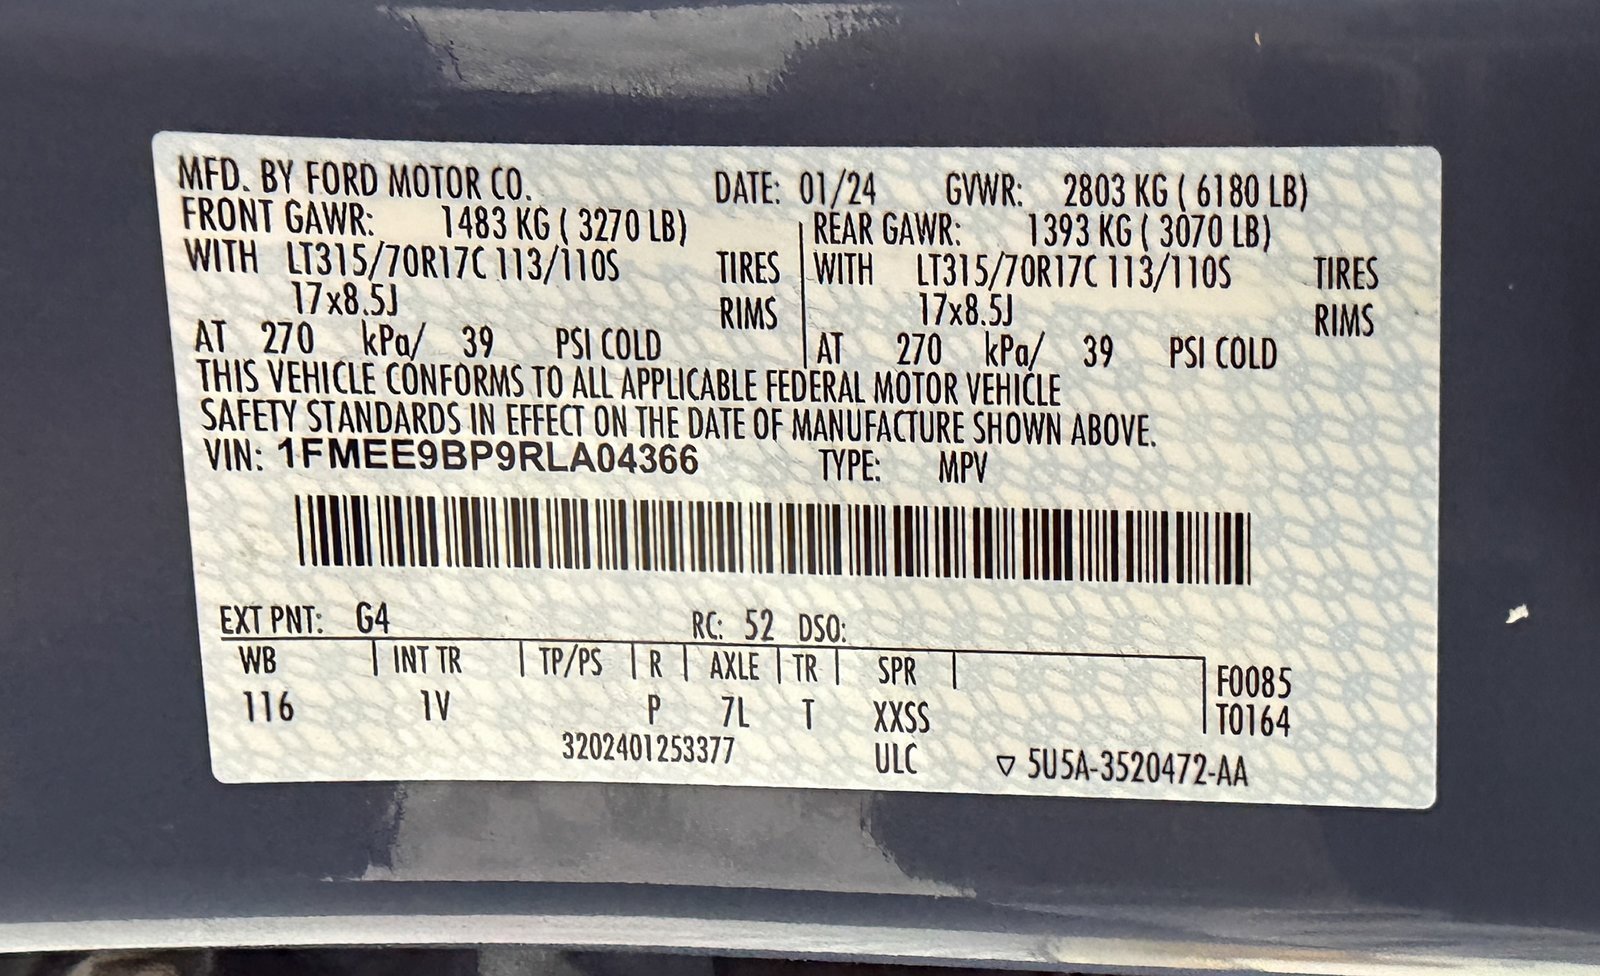 MFD. BY FORD MOTOR CO. DATE: 01/24 GVWR: 2803 KG ( 6180 LB)
FRONT GAWR: 1483 KG ( 3270 LB) REAR GAWR: 1393 KG ( 3070 LB)
WITH LT315/70R17C 113/110S TIRES WITH LT315/70R17C 113/110S TIRES
17x8.5J RIMS 17x8.5J RIMS
AT 270 kPa/ 39 PSI COLD AT 270 kPa/ 39 PSI COLD
THIS VEHICLE CONFORMS TO ALL APPLICABLE FEDERAL MOTOR VEHICLE
SAFETY STANDARDS IN EFFECT ON THE DATE OF MANUFACTURE SHOWN ABOVE.
VIN: 1FMEE9BP9RLA04366 TYPE: MPV
EXT PNT: G4 RC: 52 DSO:
WB INT TR TP/PS R AXLE TR SPR F0085
116 1V P 7L T XXSS T0164
3202401253377 ULC ▽ 5U5A-3520472-AA